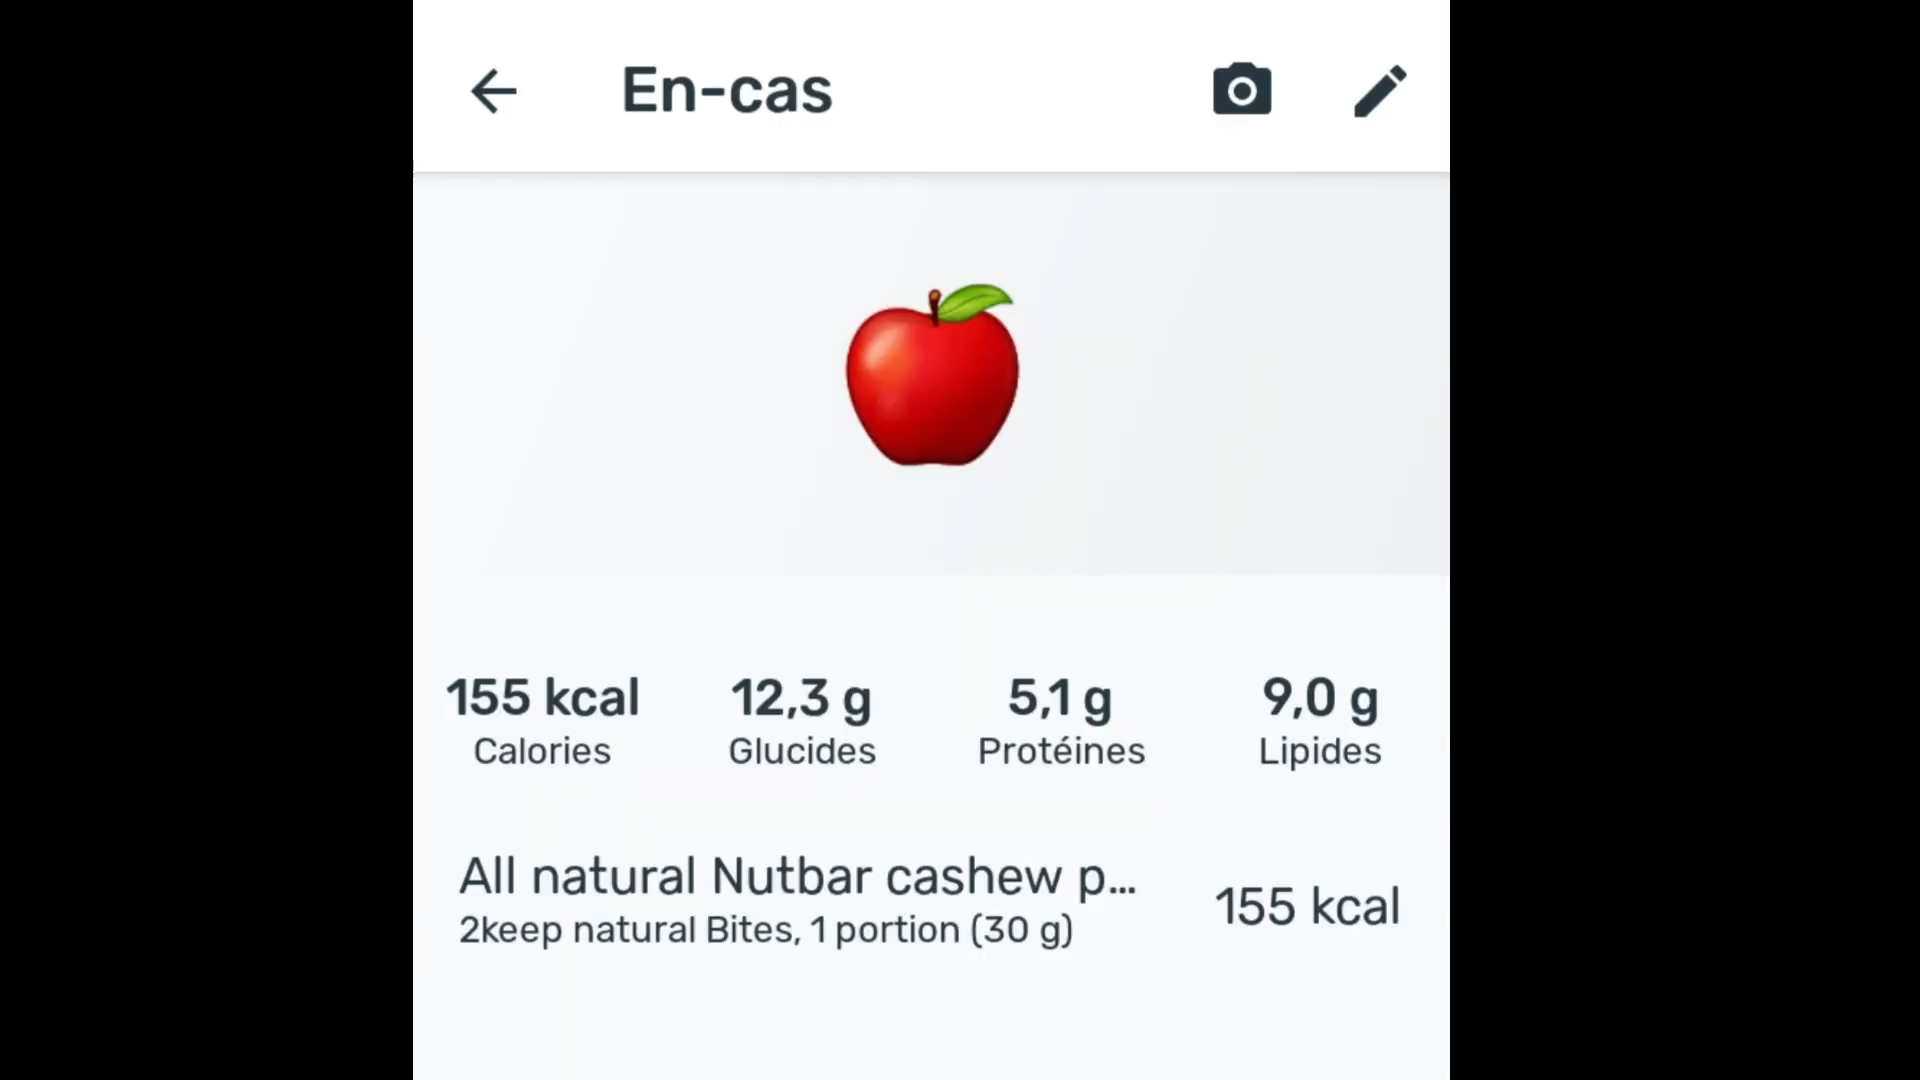 En-cas
155 kcal 12,3 g 5,1 g 9,0 g
Calories Glucides Protéines Lipides
All natural Nutbar cashew p...
155 kcal
2keep natural Bites, 1 portion (30 g)